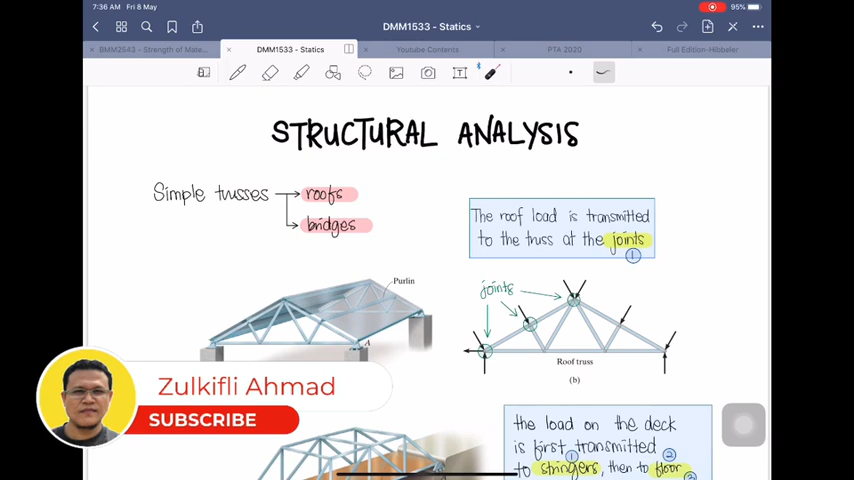 7:36 AM Fri 8 May
95%
DMM1533 - Statics
BMM2543 - Strength of Mate...
DMM1533 - Statics
Youtube Contents
PTA 2020
Full Edition-Hibbeler
STRUCTURAL ANALYSIS
Simple trusses
roofs
bridges
The roof load is transmitted
to the truss at the joints
1
Purlin
A
joints
Roof truss
(b)
Zulkifli Ahmad
SUBSCRIBE
the load on the deck
is first transmitted
1 2
to stringers, then to floor
3